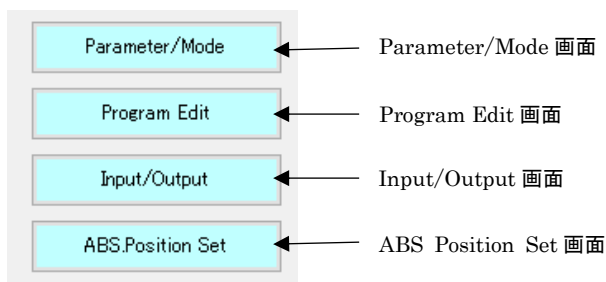 Parameter/Mode Parameter/Mode 画面
Program Edit Program Edit 画面
Input/Output Input/Output 画面
ABS.Position Set ABS Position Set 画面